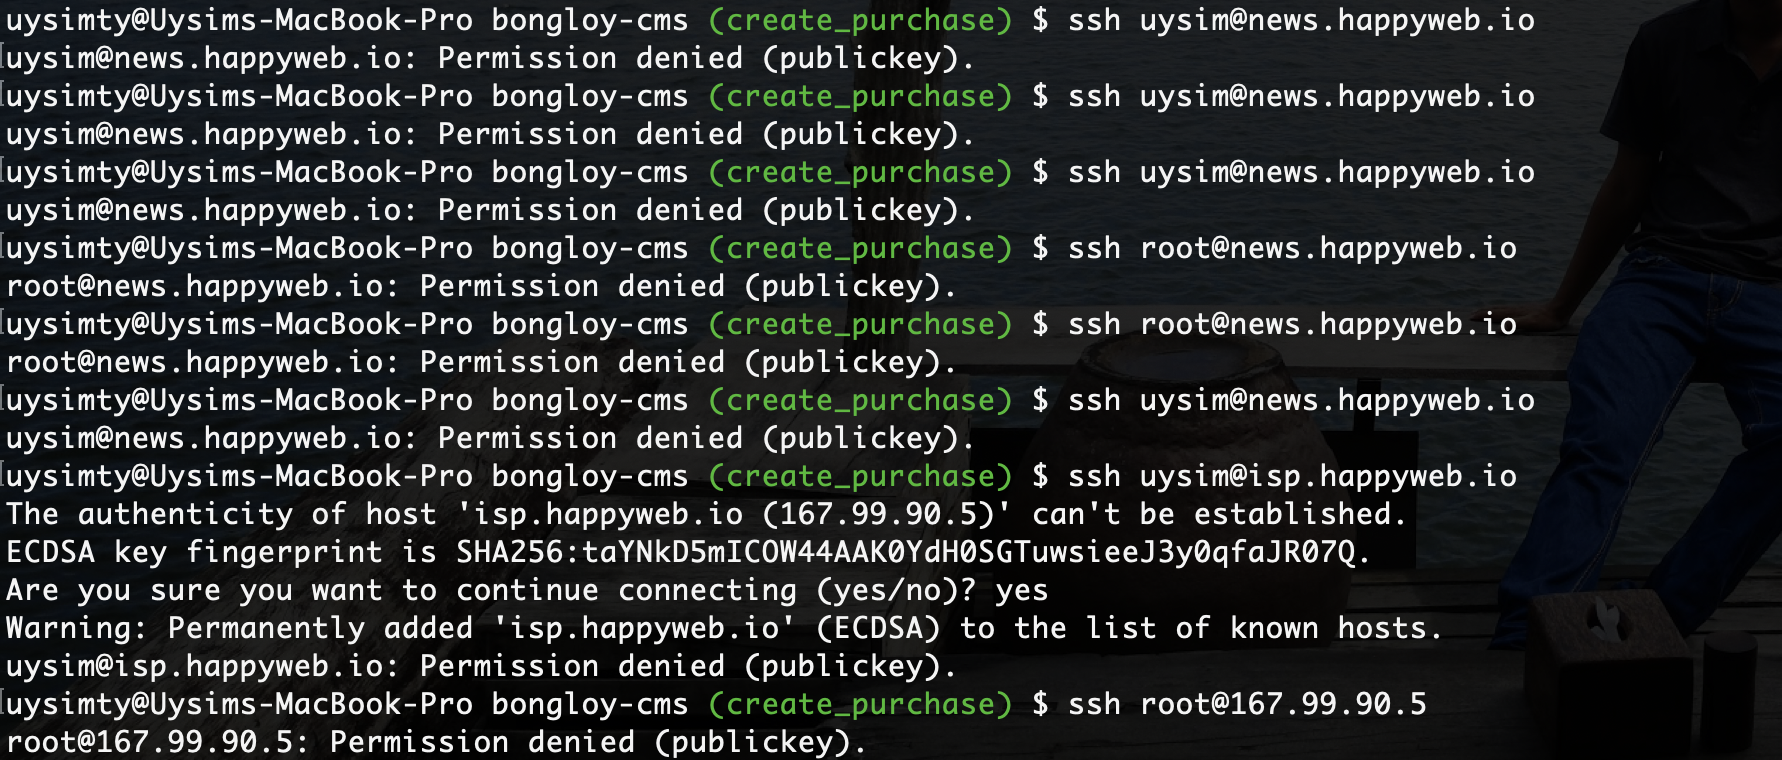 uysimty@Uysims-MacBook-Pro bongloy-cms (create_purchase) $ ssh uysim@news.happyweb.io
uysim@news.happyweb.io: Permission denied (publickey).
uysimty@Uysims-MacBook-Pro bongloy-cms (create_purchase) $ ssh uysim@news.happyweb.io
uysim@news.happyweb.io: Permission denied (publickey).
uysimty@Uysims-MacBook-Pro bongloy-cms (create_purchase) $ ssh uysim@news.happyweb.io
uysim@news.happyweb.io: Permission denied (publickey).
uysimty@Uysims-MacBook-Pro bongloy-cms (create_purchase) $ ssh root@news.happyweb.io
root@news.happyweb.io: Permission denied (publickey).
uysimty@Uysims-MacBook-Pro bongloy-cms (create_purchase) $ ssh root@news.happyweb.io
root@news.happyweb.io: Permission denied (publickey).
uysimty@Uysims-MacBook-Pro bongloy-cms (create_purchase) $ ssh uysim@news.happyweb.io
uysim@news.happyweb.io: Permission denied (publickey).
uysimty@Uysims-MacBook-Pro bongloy-cms (create_purchase) $ ssh uysim@isp.happyweb.io
The authenticity of host 'isp.happyweb.io (167.99.90.5)' can't be established.
ECDSA key fingerprint is SHA256:taYNkD5mICOW44AAK0YdH0SGTuwsieeJ3y0qfaJR07Q.
Are you sure you want to continue connecting (yes/no)? yes
Warning: Permanently added 'isp.happyweb.io' (ECDSA) to the list of known hosts.
uysim@isp.happyweb.io: Permission denied (publickey).
uysimty@Uysims-MacBook-Pro bongloy-cms (create_purchase) $ ssh root@167.99.90.5
root@167.99.90.5: Permission denied (publickey).